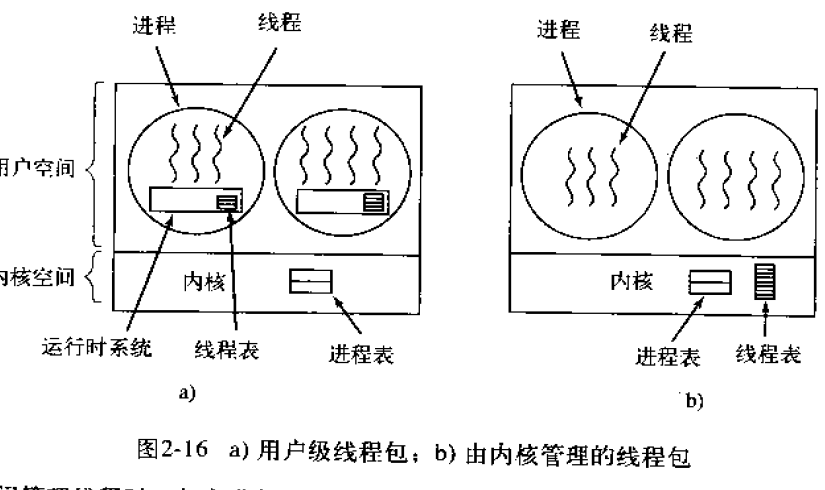 进程 线程 进程 线程
用户空间
内核空间 内核 内核
运行时系统 线程表 进程表 进程表 线程表
a) b)
图2-16 a) 用户级线程包；b) 由内核管理的线程包